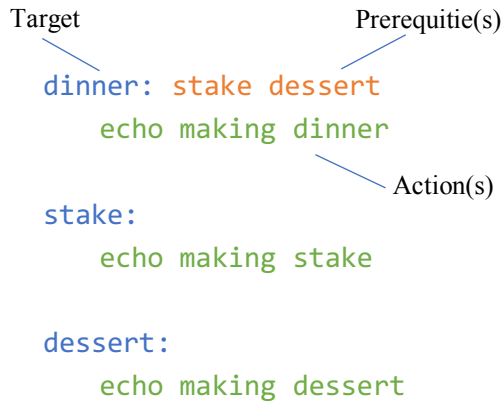 Target Prerequitie(s)
dinner: stake dessert
echo making dinner
Action(s)
stake:
echo making stake
dessert:
echo making dessert